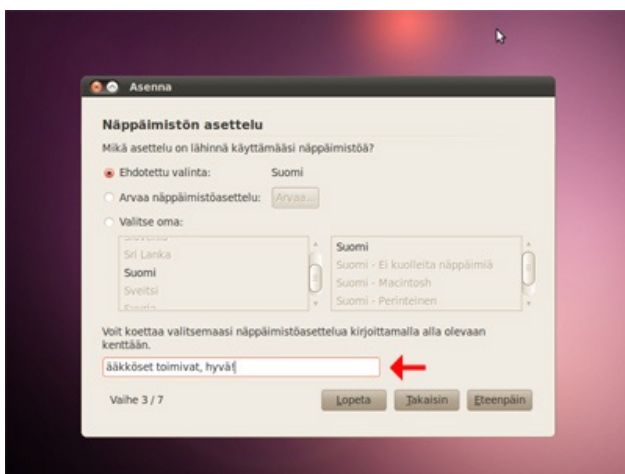 Asenna
Näppäimistön asettelu
Mikä asettelu on lähinnä käyttämääsi näppäimistöä?
Ehdotettu valinta: Suomi
Arvaa näppäimistöasettelu: Arvaa...
Valitse oma:
Slovenia
Sri Lanka
Suomi
Sveitsi
Suomi
Suomi - Ei kuolleita näppäimiä
Suomi - Macintosh
Suomi - Perinteinen
Voit koettaa valitsemaasi näppäimistöasettelua kirjoittamalla alla olevaan
kenttään.
ääkköset toimivat, hyvä!
Vaihe 3 / 7
Lopeta Takaisin Eteenpäin